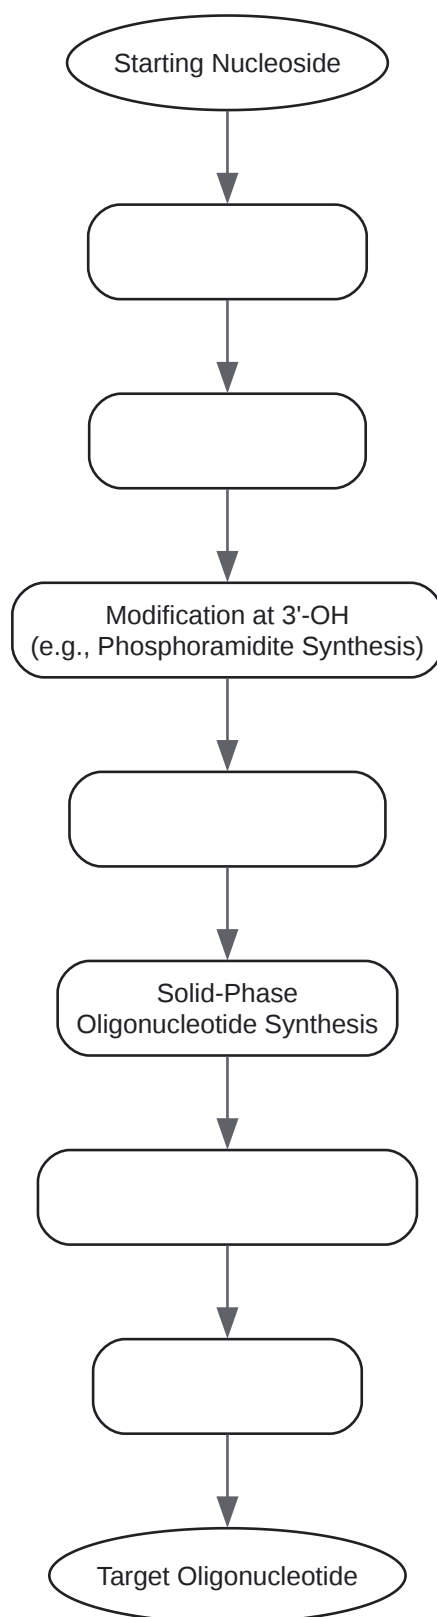 Starting Nucleoside
Modification at 3'-OH
(e.g., Phosphoramidite Synthesis)
Solid-Phase
Oligonucleotide Synthesis
Target Oligonucleotide